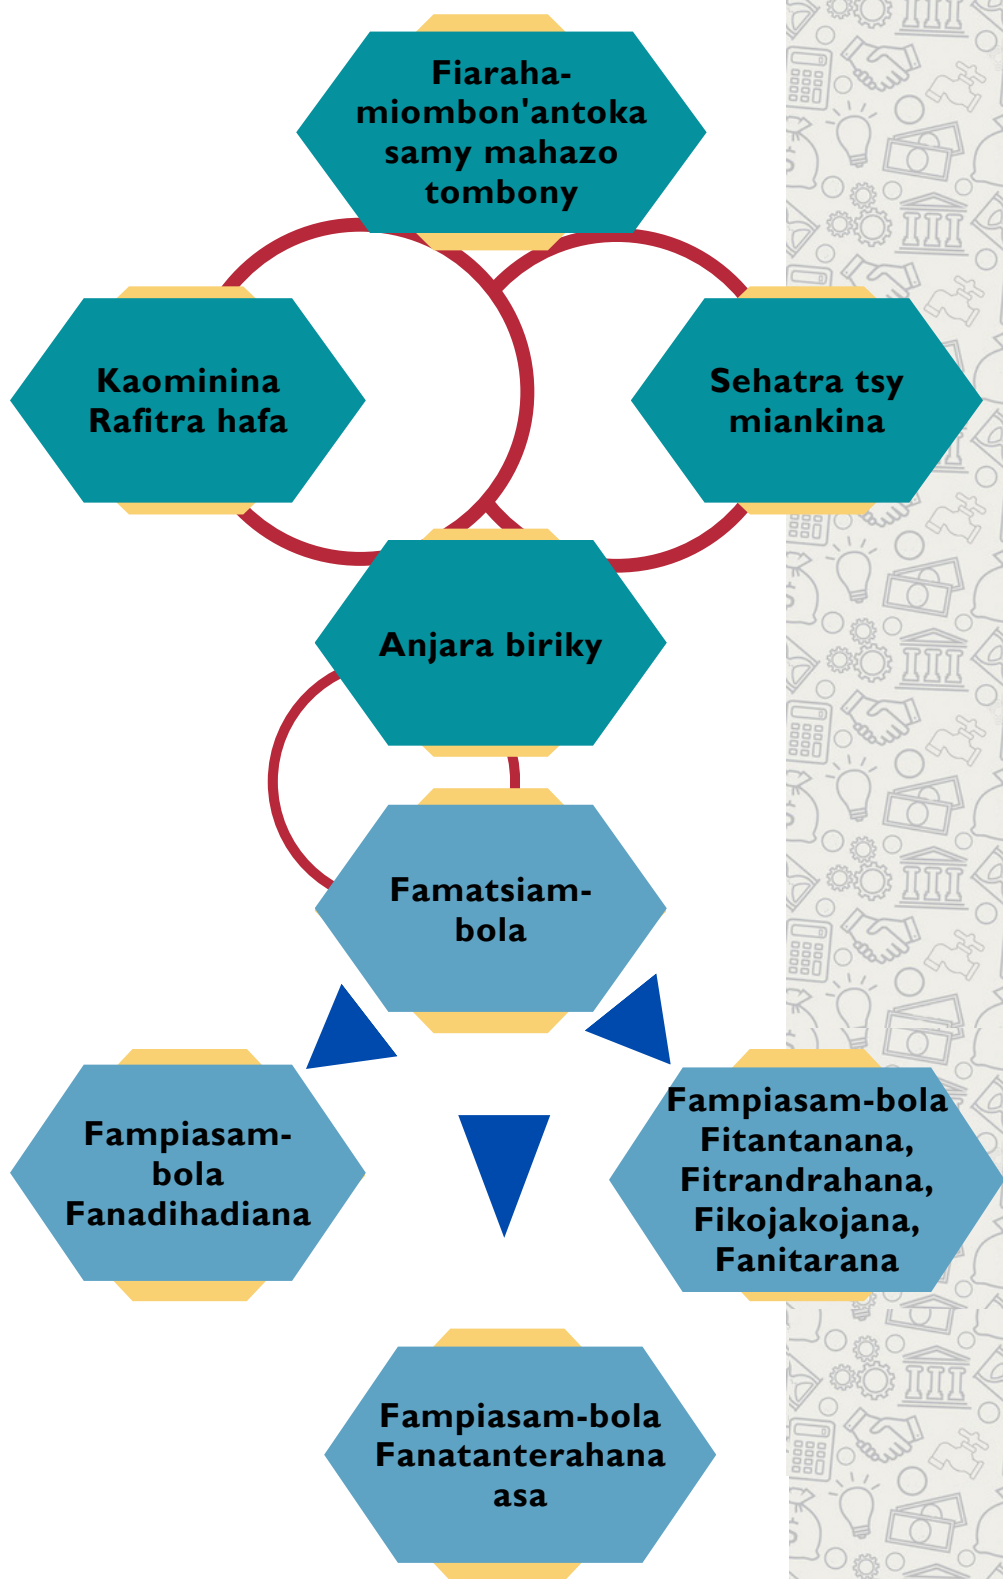 Fiaraha-
miombon'antoka
samy mahazo
tombony
Kaominina
Rafitra hafa
Sehatra tsy
miankina
Anjara biriky
Famatsiam-
bola
Fampiasam-
bola
Fanadihadiana
Fampiasam-bola
Fitantanana,
Fitrandrahana,
Fikojakojana,
Fanitarana
Fampiasam-bola
Fanatanterahana
asa